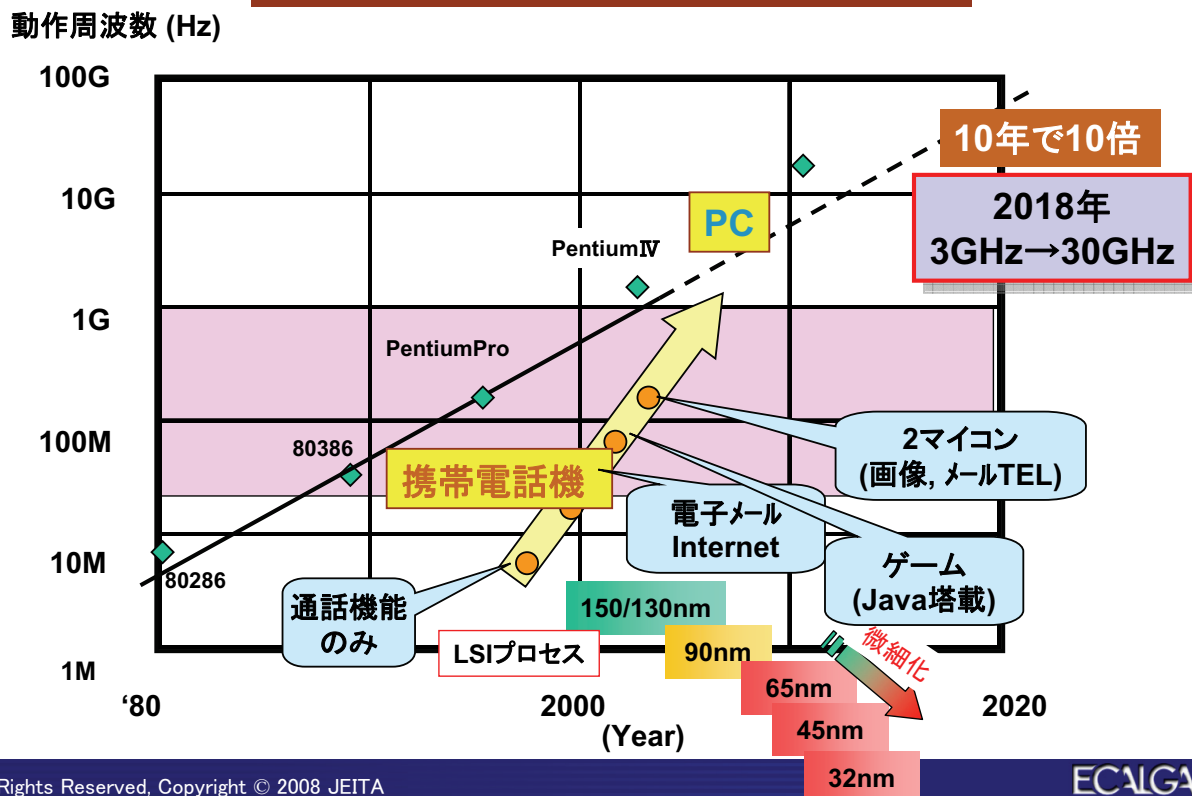 動作周波数 (Hz)
100G
10G
1G
100M
10M
1M
10年で10倍
2018年
3GHz→30GHz
PC
PentiumⅣ
PentiumPro
80386
80286
携帯電話機
2マイコン
(画像, メールTEL)
電子メール
Internet
ゲーム
(Java塔載)
通話機能
のみ
LSIプロセス
150/130nm
90nm
65nm
45nm
32nm
微細化
‘80
2000
2020
(Year)
Rights Reserved, Copyright © 2008 JEITA
ECALGA